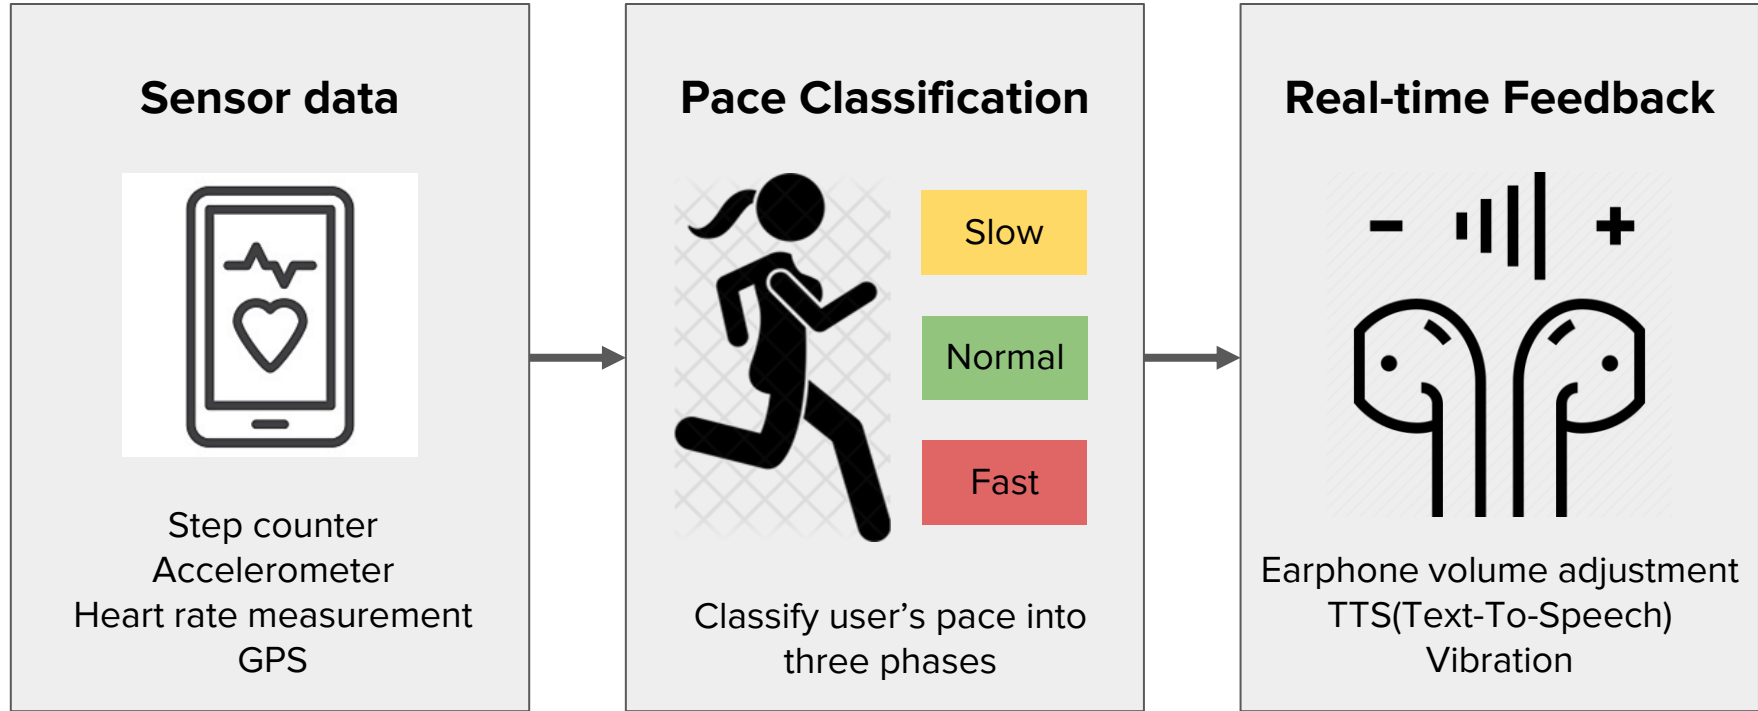 Sensor data
Step counter
Accelerometer
Heart rate measurement
GPS
Pace Classification
Slow
Normal
Fast
Classify user’s pace into
three phases
Real-time Feedback
Earphone volume adjustment
TTS(Text-To-Speech)
Vibration